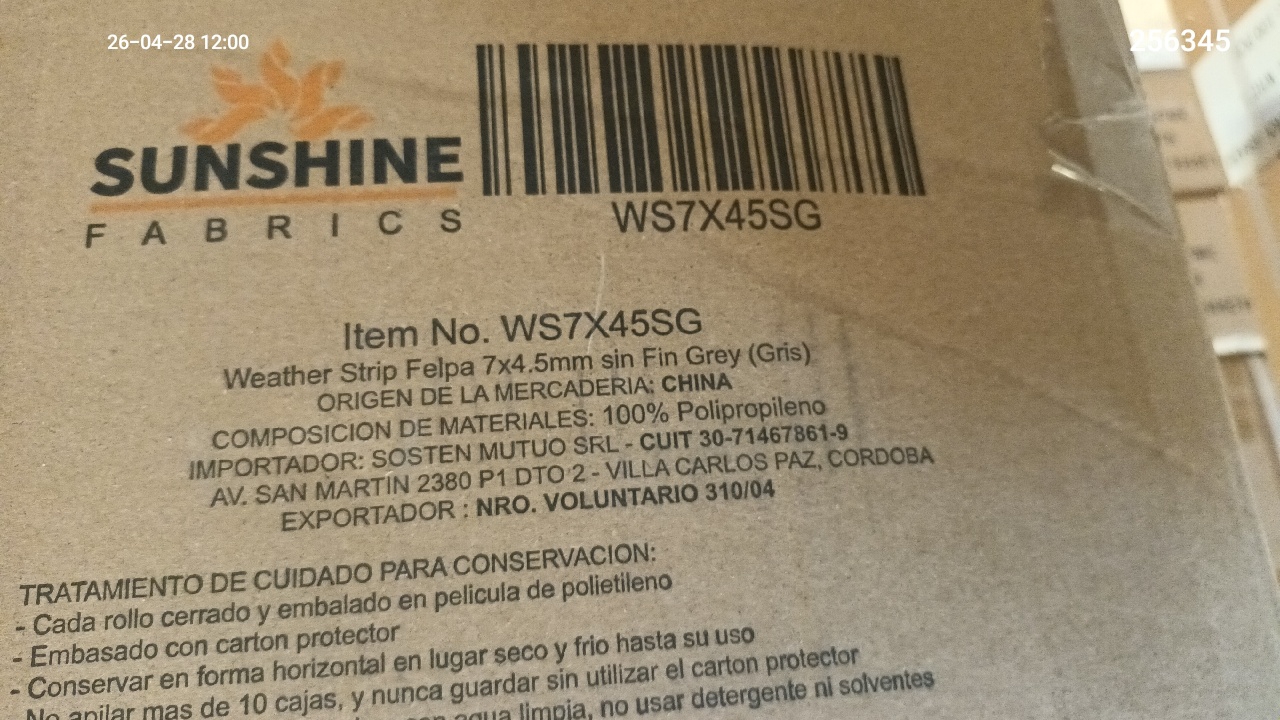 26-04-28 12:00
256345
SUNSHINE
FABRICS
WS7X45SG
Item No. WS7X45SG
Weather Strip Felpa 7x4.5mm sin Fin Grey (Gris)
ORIGEN DE LA MERCADERIA: CHINA
COMPOSICION DE MATERIALES: 100% Polipropileno
IMPORTADOR: SOSTEN MUTUO SRL - CUIT 30-71467861-9
AV. SAN MARTIN 2380 P1 DTO 2 - VILLA CARLOS PAZ, CORDOBA
EXPORTADOR : NRO. VOLUNTARIO 310/04
TRATAMIENTO DE CUIDADO PARA CONSERVACION:
- Cada rollo cerrado y embalado en pelicula de polietileno
- Embasado con carton protector
- Conservar en forma horizontal en lugar seco y frio hasta su uso
No apilar mas de 10 cajas, y nunca guardar sin utilizar el carton protector
agua limpia, no usar detergente ni solventes